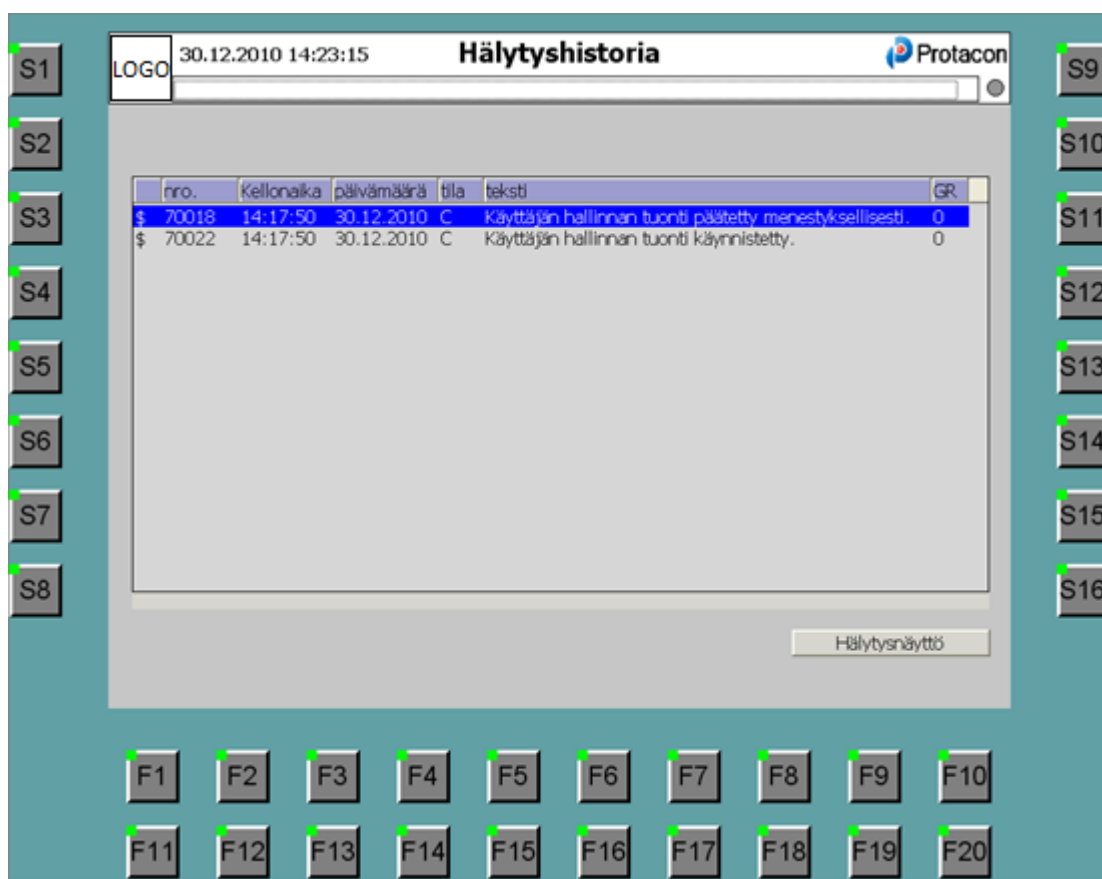 LOGO 30.12.2010 14:23:15 Hälytyshistoria Protacon
S1 S9
S2 S10
nro. Kellonaika päivämäärä tila teksti GR
S3 S11
$ 70018 14:17:50 30.12.2010 C Käyttäjän hallinnan tuonti päätetty menestyksellisesti. 0
$ 70022 14:17:50 30.12.2010 C Käyttäjän hallinnan tuonti käynnistetty. 0
S4 S12
S5 S13
S6 S14
S7 S15
S8 S16
Hälytysnäyttö
F1 F2 F3 F4 F5 F6 F7 F8 F9 F10
F11 F12 F13 F14 F15 F16 F17 F18 F19 F20